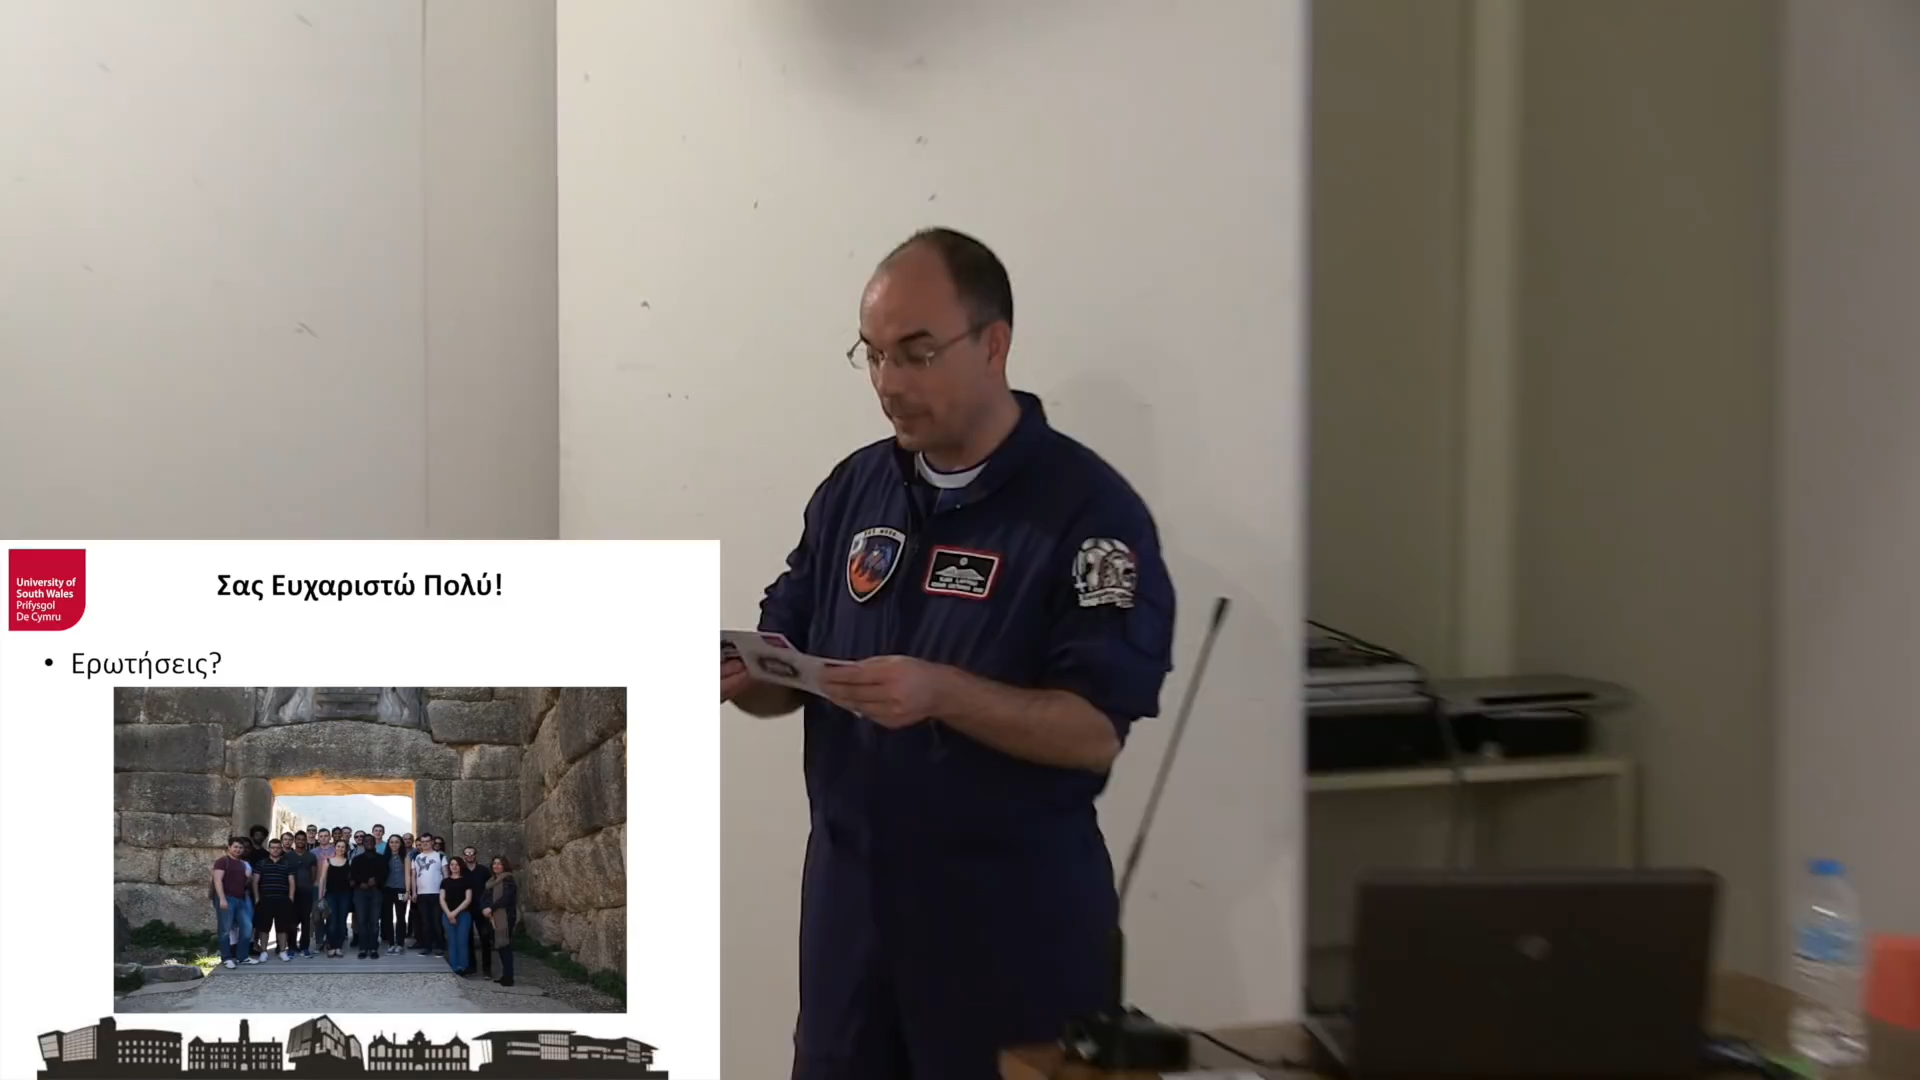 University of
South Wales
Prifysgol
De Cymru
Σας Ευχαριστώ Πολύ!
• Ερωτήσεις?